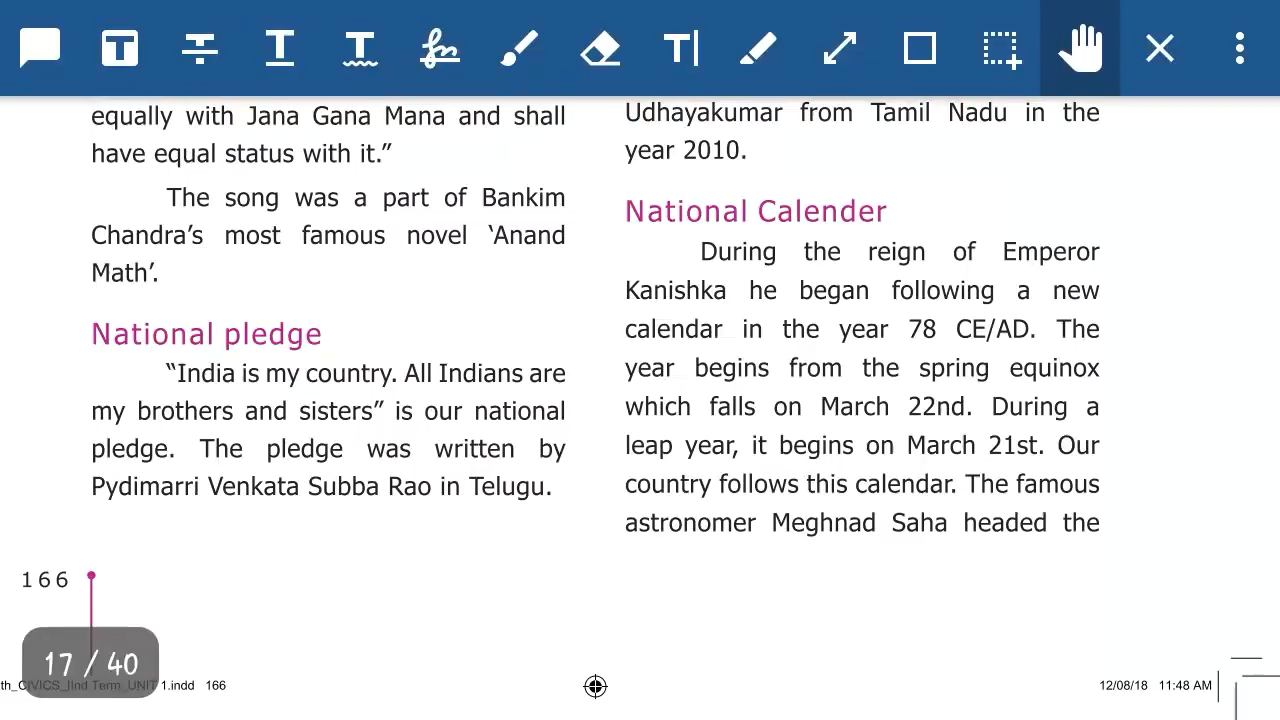 equally with Jana Gana Mana and shall
have equal status with it.”
The song was a part of Bankim
Chandra’s most famous novel ‘Anand
Math’.
National pledge
“India is my country. All Indians are
my brothers and sisters” is our national
pledge. The pledge was written by
Pydimarri Venkata Subba Rao in Telugu.
Udhayakumar from Tamil Nadu in the
year 2010.
National Calender
During the reign of Emperor
Kanishka he began following a new
calendar in the year 78 CE/AD. The
year begins from the spring equinox
which falls on March 22nd. During a
leap year, it begins on March 21st. Our
country follows this calendar. The famous
astronomer Meghnad Saha headed the
166
17 / 40
th_CIVICS_IInd Term_UNIT 1.indd 166
12/08/18 11:48 AM